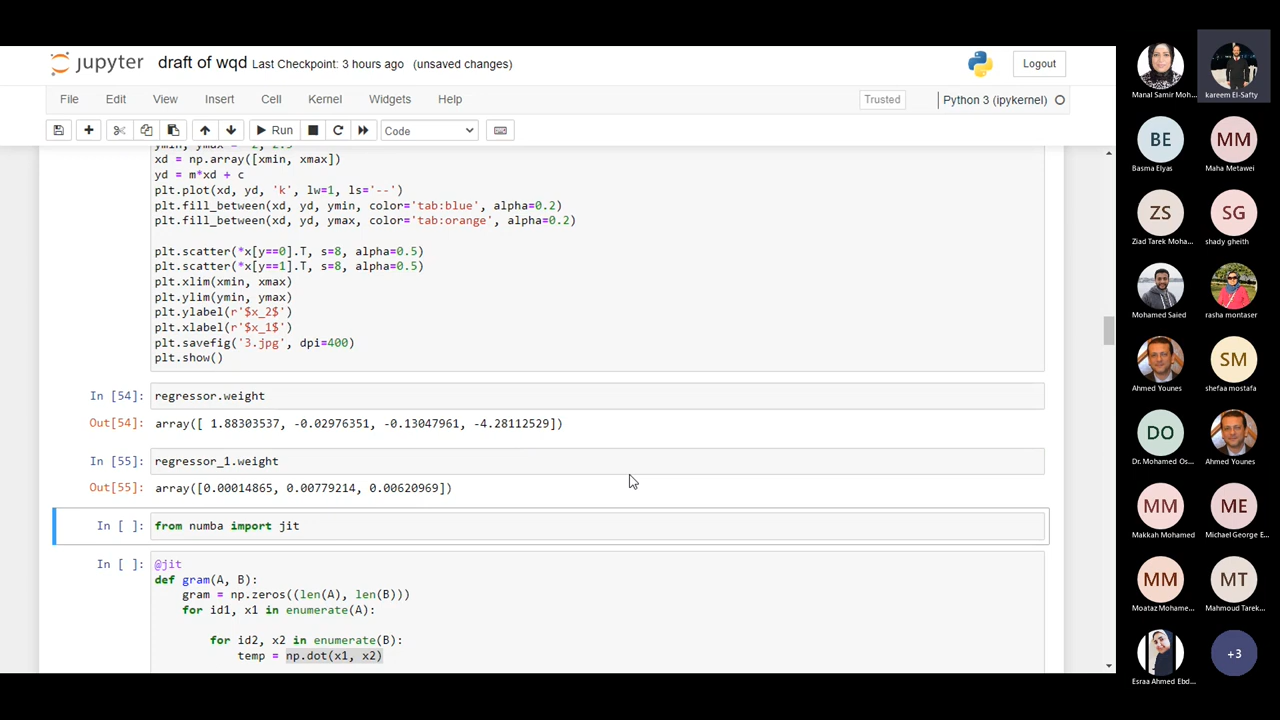 jupyter draft of wqd Last Checkpoint: 3 hours ago (unsaved changes)
Logout
File Edit View Insert Cell Kernel Widgets Help
Trusted
Python 3 (ipykernel)
Run
Code
xd = np.array([xmin, xmax])
yd = m*xd + c
plt.plot(xd, yd, 'k', lw=1, ls='--')
plt.fill_between(xd, yd, ymin, color='tab:blue', alpha=0.2)
plt.fill_between(xd, yd, ymax, color='tab:orange', alpha=0.2)
plt.scatter(*x[y==0].T, s=8, alpha=0.5)
plt.scatter(*x[y==1].T, s=8, alpha=0.5)
plt.xlim(xmin, xmax)
plt.ylim(ymin, ymax)
plt.ylabel(r'$x_2$')
plt.xlabel(r'$x_1$')
plt.savefig('3.jpg', dpi=400)
plt.show()
In [54]: regressor.weight
Out[54]: array([ 1.88303537, -0.02976351, -0.13047961, -4.28112529])
In [55]: regressor_1.weight
Out[55]: array([0.00014865, 0.00779214, 0.00620969])
In [ ]: from numba import jit
In [ ]: @jit
def gram(A, B):
gram = np.zeros((len(A), len(B)))
for id1, x1 in enumerate(A):
for id2, x2 in enumerate(B):
temp = np.dot(x1, x2)
Manal Samir Moh...
kareem El-Safty
BE
Basma Elyas
MM
Maha Metawei
ZS
Ziad Tarek Moha...
SG
shady gheith
Mohamed Saied
rasha montaser
Ahmed Younes
SM
shefaa mostafa
DO
Dr. Mohamed Os...
Ahmed Younes
MM
Makkah Mohamed
ME
Michael George E...
MM
Moataz Mohame...
MT
Mahmoud Tarek...
Esraa Ahmed Ebd...
+3